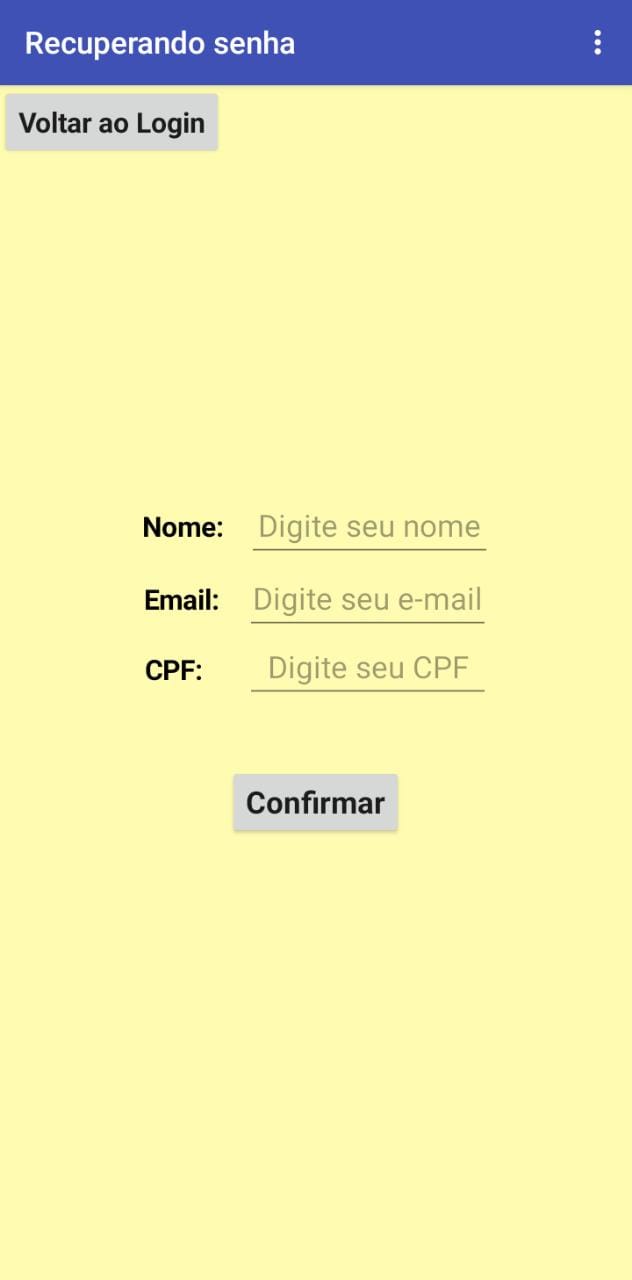 Recuperando senha
Voltar ao Login
Nome: Digite seu nome
Email: Digite seu e-mail
CPF: Digite seu CPF
Confirmar